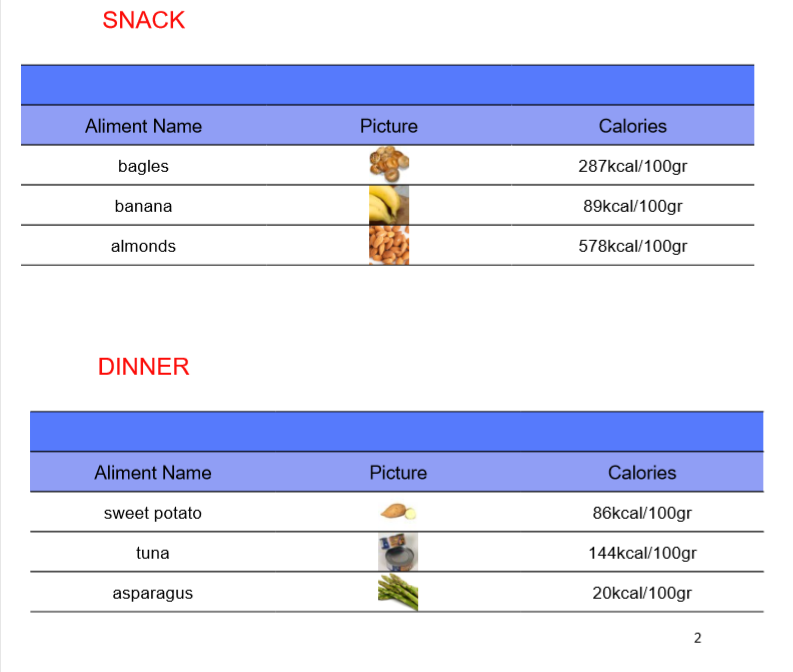 SNACK
Aliment Name Picture Calories
bagles 287kcal/100gr
banana 89kcal/100gr
almonds 578kcal/100gr
DINNER
Aliment Name Picture Calories
sweet potato 86kcal/100gr
tuna 144kcal/100gr
asparagus 20kcal/100gr
2